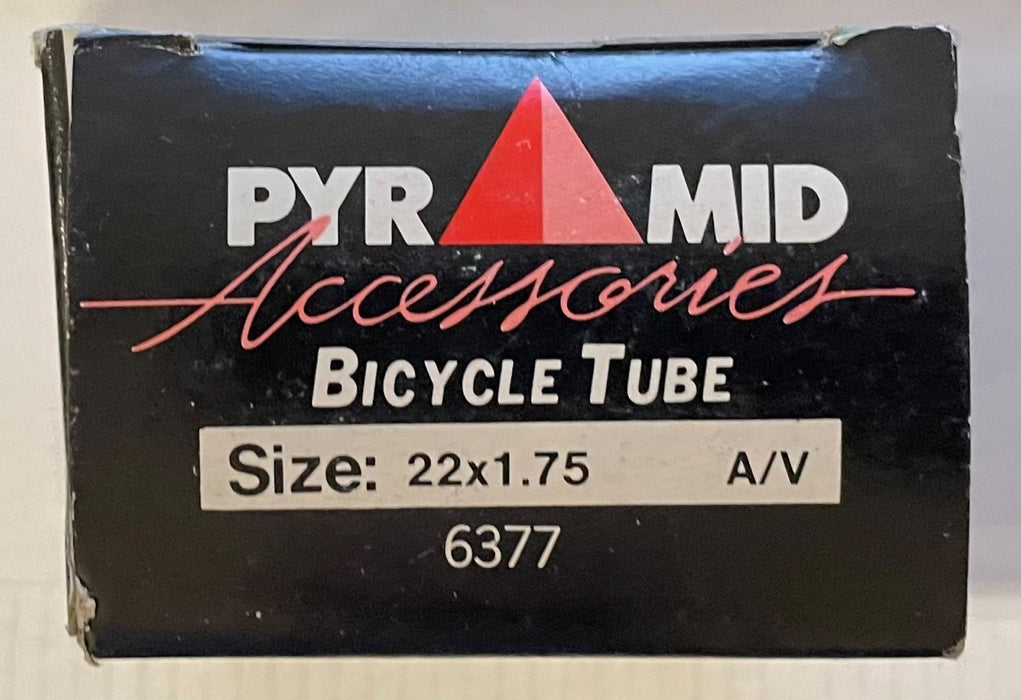 PYRAMID
Accessories
BICYCLE TUBE
Size: 22x1.75 A/V
6377